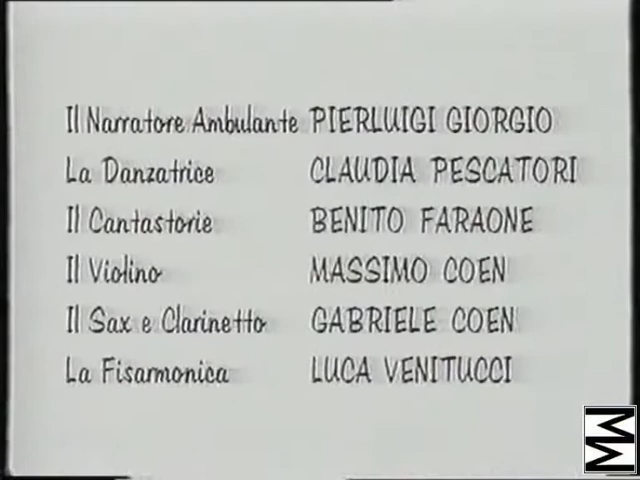 Il Narratore Ambulante PIERLUIGI GIORGIO
La Danzatrice CLAUDIA PESCATORI
Il Cantastorie BENITO FARAONE
Il Violino MASSIMO COEN
Il Sax e Clarinetto GABRIELE COEN
La Fisarmonica LUCA VENITUCCI